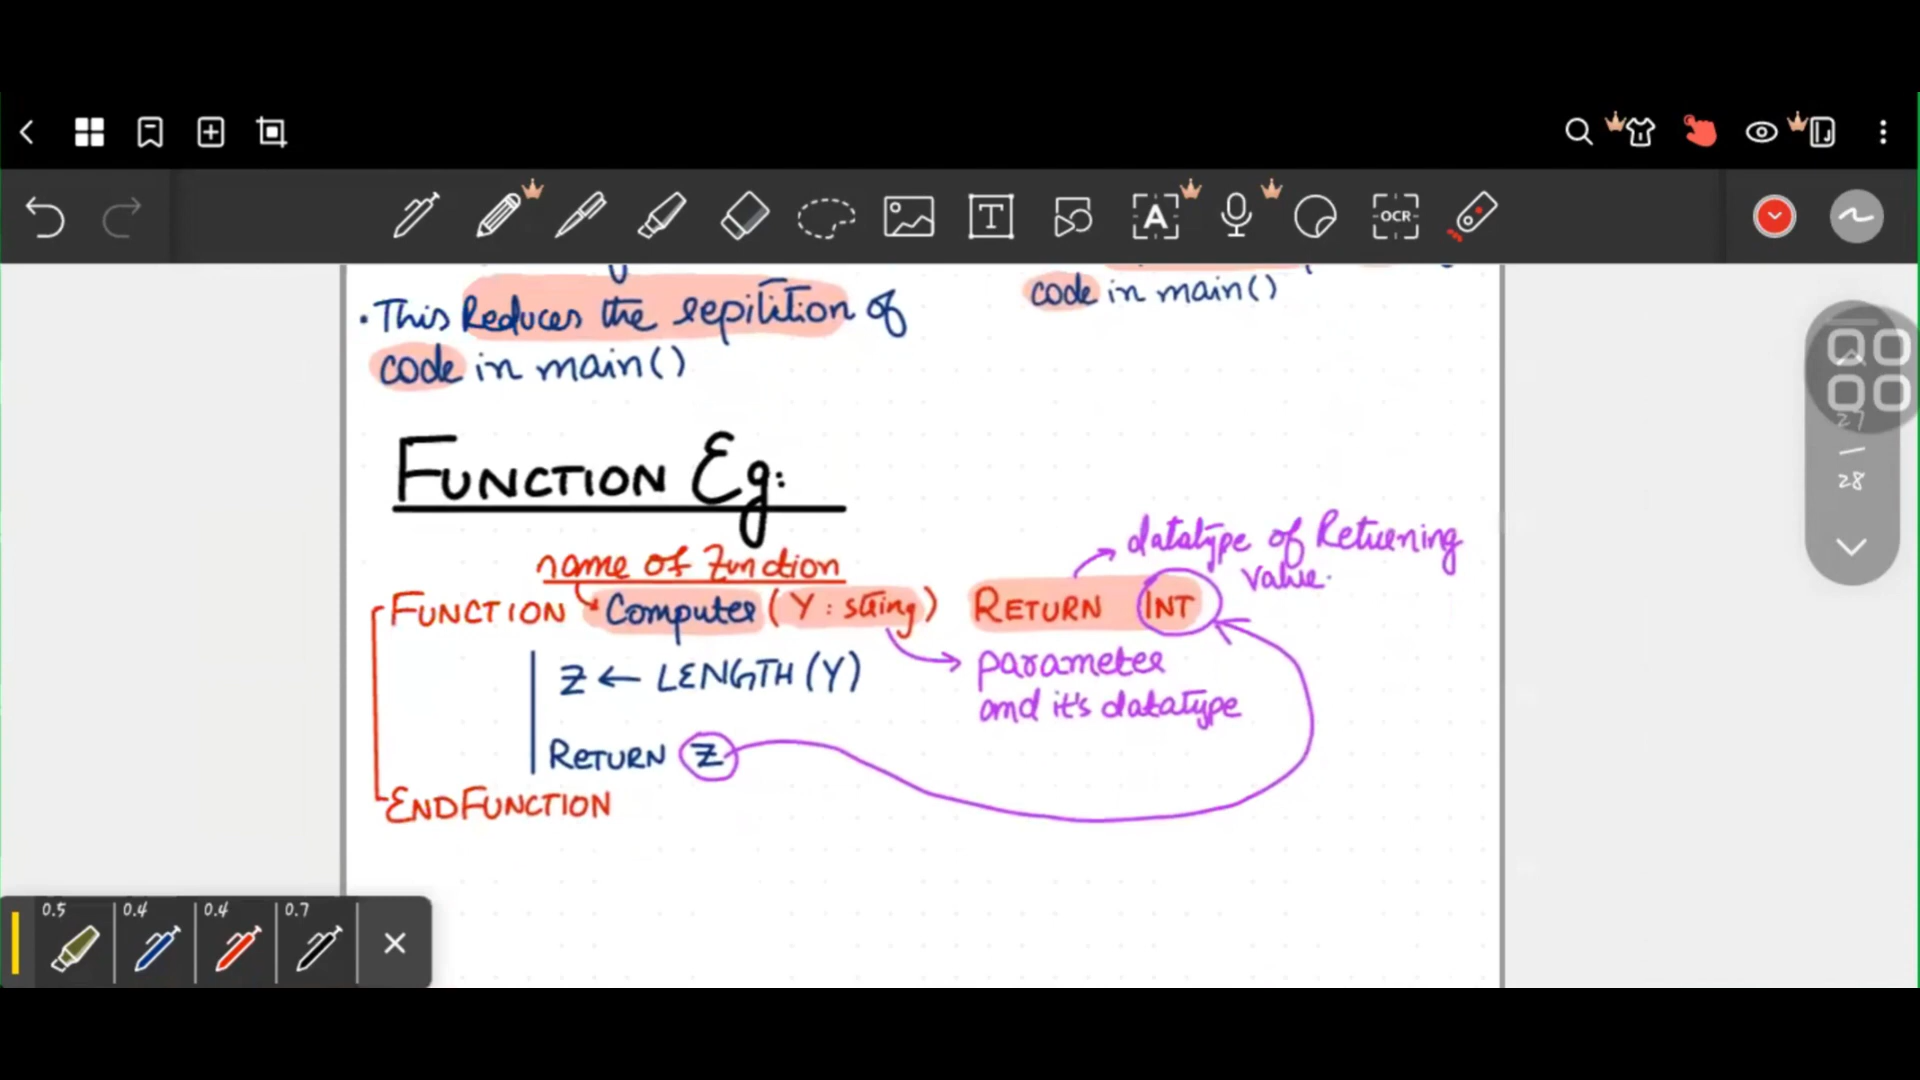 • This Reduces the repitition of
code in main()
code in main()
FUNCTION Eg:
name of Function
datatype of Returning
value.
FUNCTION Computer (Y : string) RETURN INT
Z ← LENGTH (Y)
parameter
and it's datatype
RETURN Z
ENDFUNCTION
27
28
0.5
0.4
0.4
0.7
T
A
OCR